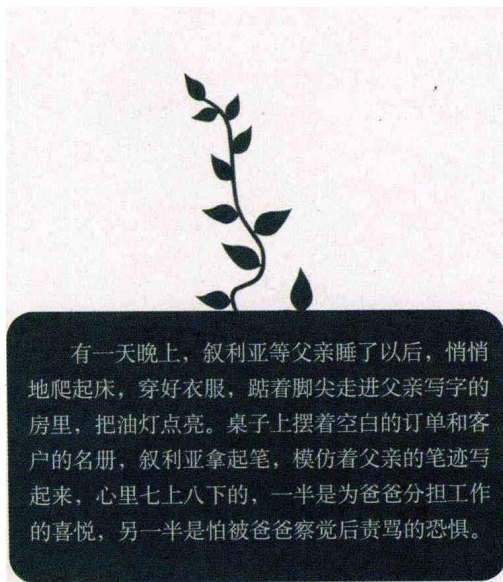 有一天晚上，叙利亚等父亲睡了以后，悄悄
地爬起床，穿好衣服，踮着脚尖走进父亲写字的
房里，把油灯点亮。桌子上摆着空白的订单和客
户的名册，叙利亚拿起笔，模仿着父亲的笔迹写
起来，心里七上八下的，一半是为爸爸分担工作
的喜悦，另一半是怕被爸爸察觉后责骂的恐惧。